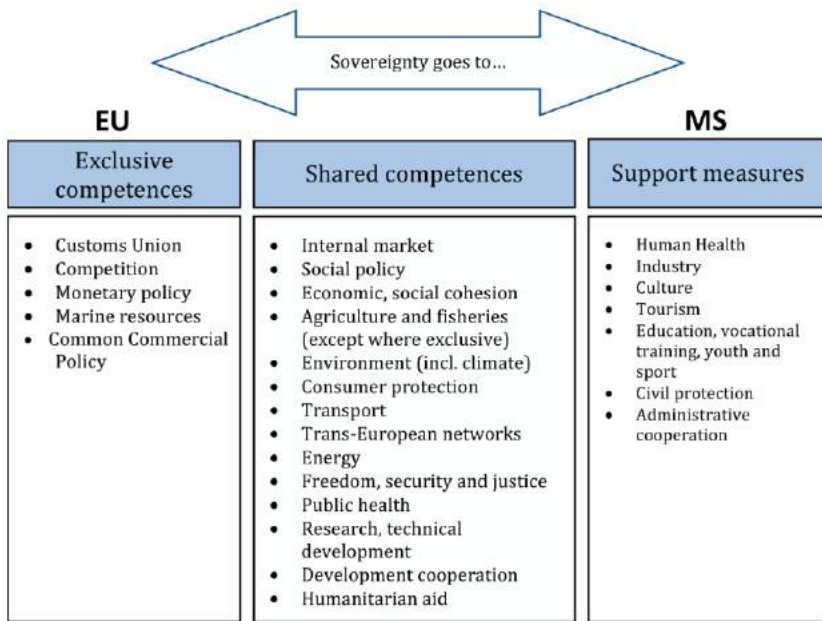 Sovereignty goes to...
EU
MS
Exclusive
competences
Shared competences
Support measures
• Customs Union
• Competition
• Monetary policy
• Marine resources
• Common Commercial
Policy
• Internal market
• Social policy
• Economic, social cohesion
• Agriculture and fisheries
(except where exclusive)
• Environment (incl. climate)
• Consumer protection
• Transport
• Trans-European networks
• Energy
• Freedom, security and justice
• Public health
• Research, technical
development
• Development cooperation
• Humanitarian aid
• Human Health
• Industry
• Culture
• Tourism
• Education, vocational
training, youth and
sport
• Civil protection
• Administrative
cooperation